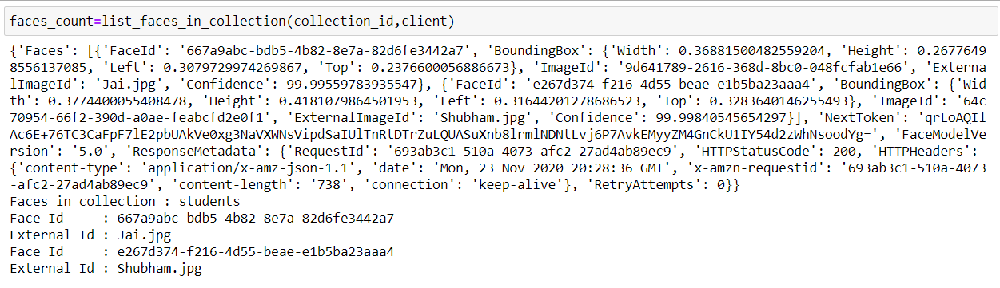 faces_count=list_faces_in_collection(collection_id,client)
{'Faces': [{'FaceId': '667a9abc-bdb5-4b82-8e7a-82d6fe3442a7', 'BoundingBox': {'Width': 0.36881500482559204, 'Height': 0.2677649
8556137085, 'Left': 0.3079729974269867, 'Top': 0.2376600056886673}, 'ImageId': '9d641789-2616-368d-8bc0-048fcfab1e66', 'Extern
alImageId': 'Jai.jpg', 'Confidence': 99.99559783935547}, {'FaceId': 'e267d374-f216-4d55-beae-e1b5ba23aaa4', 'BoundingBox': {'Wid
th': 0.3774400055408478, 'Height': 0.4181079864501953, 'Left': 0.31644201278686523, 'Top': 0.3283640146255493}, 'ImageId': '64c
70954-66f2-390d-a0ae-feabcfd2e0f1', 'ExternalImageId': 'Shubham.jpg', 'Confidence': 99.99840545654297}], 'NextToken': 'qrLoAQIl
Ac6E+76TC3CaFpF7lE2pbUAkVe0xg3NaVXWNsVipdSaIUlTnRtDTrZuLQUASuXnb8lrmlNDNtLvj6P7AvkEMyyZM4GnCkU1IY54d2zWhNsoodYg=', 'FaceModelVe
rsion': '5.0', 'ResponseMetadata': {'RequestId': '693ab3c1-510a-4073-afc2-27ad4ab89ec9', 'HTTPStatusCode': 200, 'HTTPHeaders':
{'content-type': 'application/x-amz-json-1.1', 'date': 'Mon, 23 Nov 2020 20:28:36 GMT', 'x-amzn-requestid': '693ab3c1-510a-4073
-afc2-27ad4ab89ec9', 'content-length': '738', 'connection': 'keep-alive'}, 'RetryAttempts': 0}}
Faces in collection : students
Face Id     : 667a9abc-bdb5-4b82-8e7a-82d6fe3442a7
External Id : Jai.jpg
Face Id     : e267d374-f216-4d55-beae-e1b5ba23aaa4
External Id : Shubham.jpg